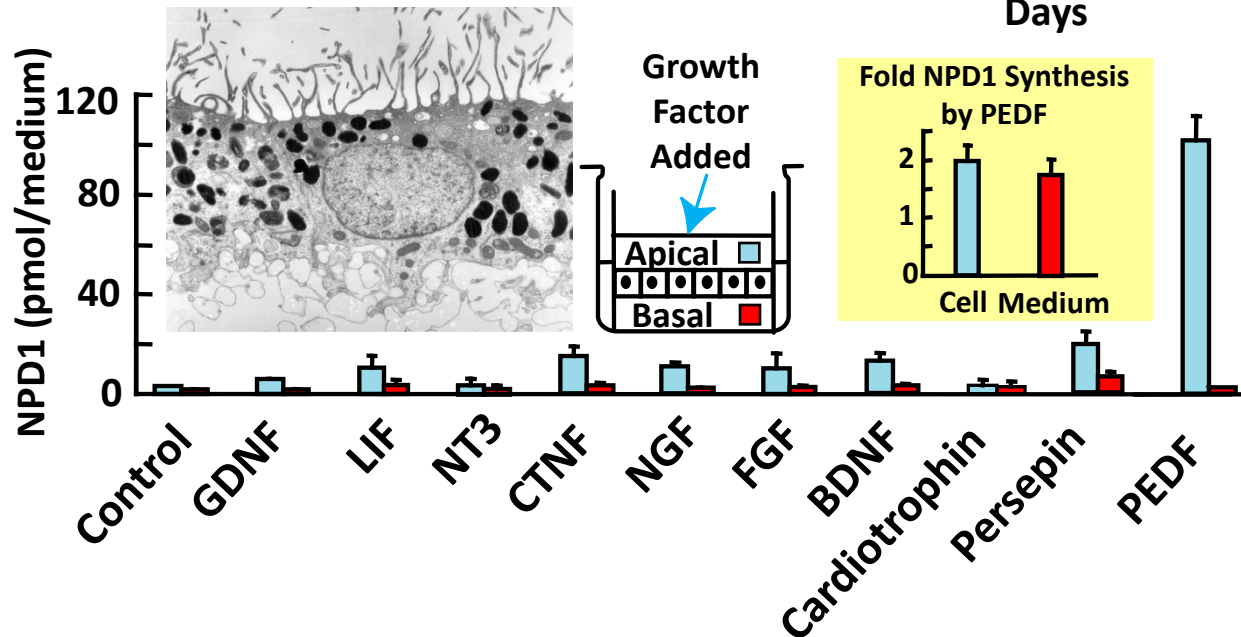 Days
NPD1 (pmol/medium)
120
80
40
0
Growth
Factor
Added
Apical
Basal
Fold NPD1 Synthesis
by PEDF
2
1
0
Cell Medium
Control
GDNF
LIF
NT3
CTNF
NGF
FGF
BDNF
Cardiotrophin
Persepin
PEDF